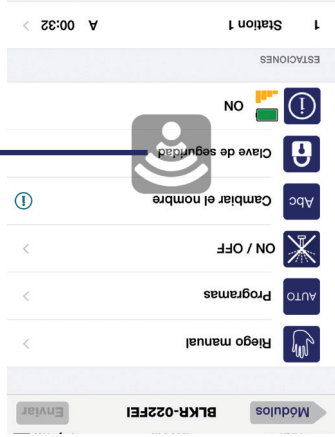 Módulos BLKR-022FEI Enviar
Riego manual
AUTO Programas
ON / OFF
Abc Cambiar el nombre
Clave de seguridad
ON
ESTACIONES
1 Station 1 A 00:32